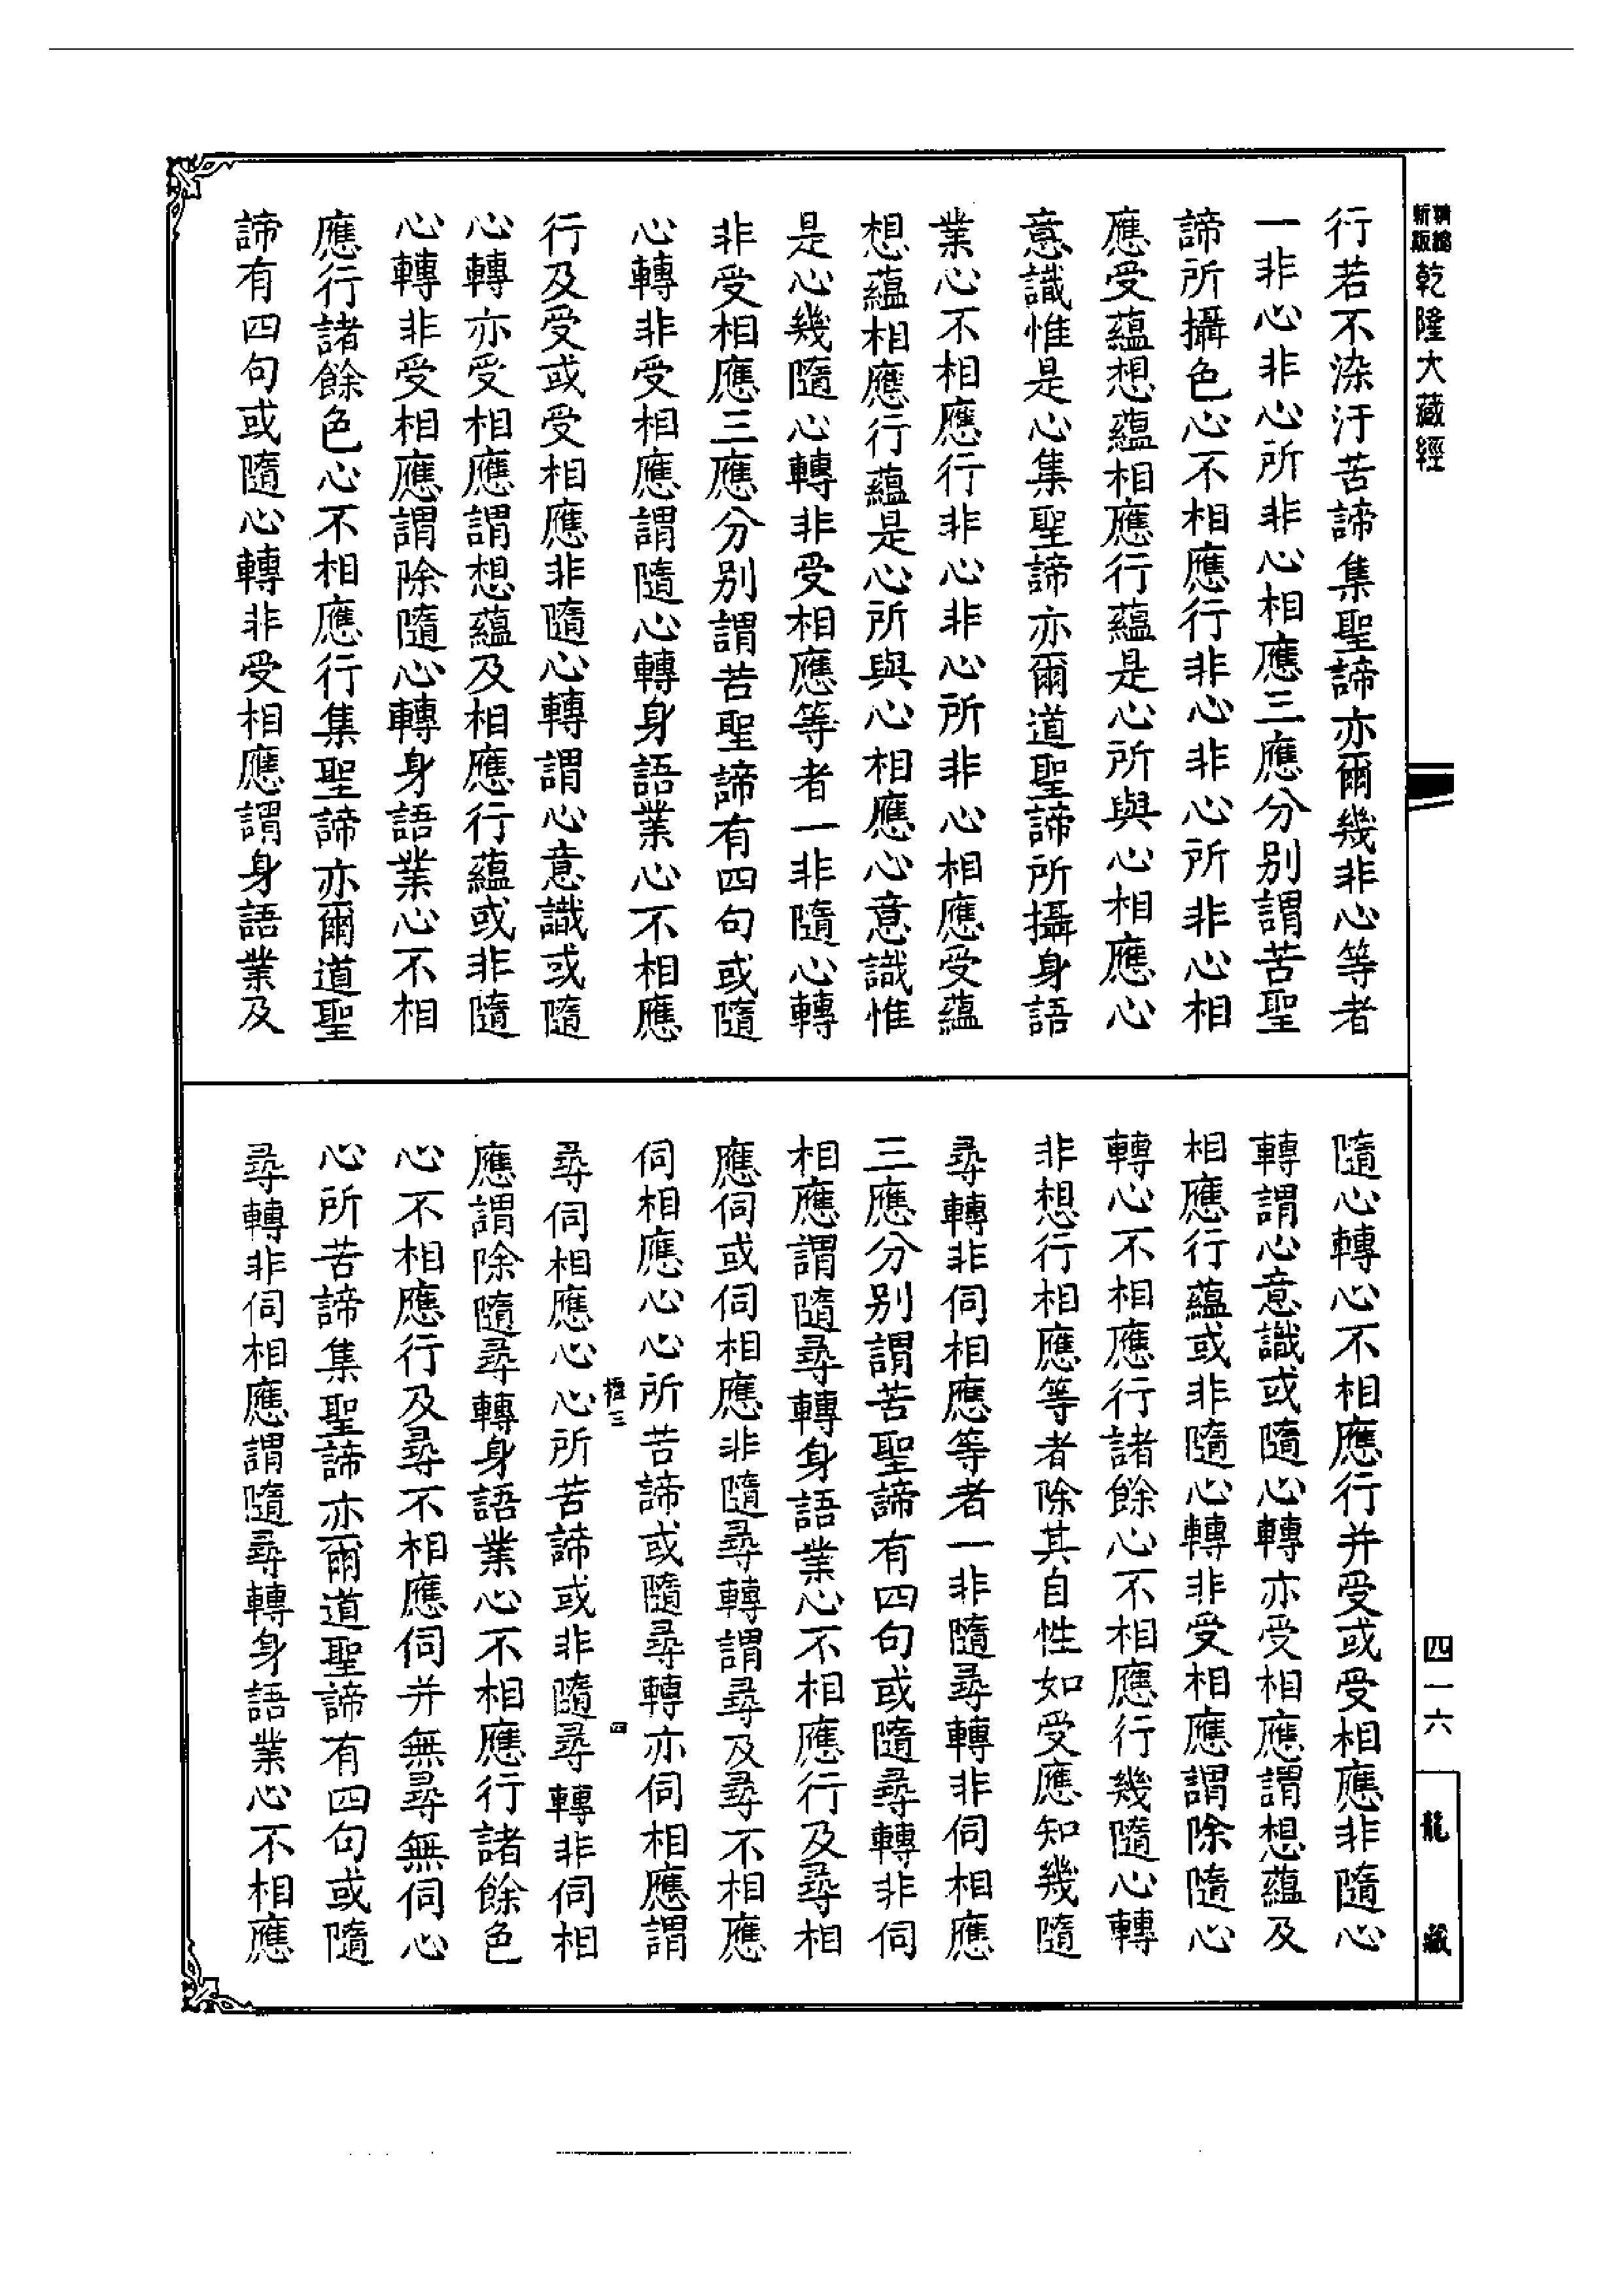 精縮新版乾隆大藏經
行若不染汙苦諦集聖諦亦爾幾非心等者
一非心非心所非心相應三應分别謂苦聖
諦所攝色心不相應行非心非心所非心相
應受蘊想蘊相應行蘊是心所與心相應心
意識惟是心集聖諦亦爾道聖諦所攝身語
業心不相應行非心非心所非心相應受蘊
想蘊相應行蘊是心所與心相應心意識惟
是心幾隨心轉非受相應等者一非隨心轉
非受相應三應分别謂苦聖諦有四句或隨
心轉非受相應謂隨心轉身語業心不相應
行及受或受相應非隨心轉謂心意識或隨
心轉亦受相應謂想蘊及相應行蘊或非隨
心轉非受相應謂除隨心轉身語業心不相
應行諸餘色心不相應行集聖諦亦爾道聖
諦有四句或隨心轉非受相應謂身語業及
隨心轉心不相應行并受或受相應非隨心
轉謂心意識或隨心轉亦受相應謂想蘊及
相應行蘊或非隨心轉非受相應謂除隨心
轉心不相應行諸餘心不相應行幾隨心轉
非想行相應等者除其自性如受應知幾隨
尋轉非伺相應等者一非隨尋轉非伺相應
三應分别謂苦聖諦有四句或隨尋轉非伺
相應謂隨尋轉身語業心不相應行及尋相
應伺或伺相應非隨尋轉謂尋及尋不相應
伺相應心心所苦諦或隨尋轉亦伺相應謂
三 四
尋伺相應心心所苦諦或非隨尋轉非伺相
應謂除隨尋轉身語業心不相應行諸餘色
心不相應行及尋不相應伺并無尋無伺心
心所苦諦集聖諦亦爾道聖諦有四句或隨
尋轉非伺相應謂隨尋轉身語業心不相應
四一六
龍藏